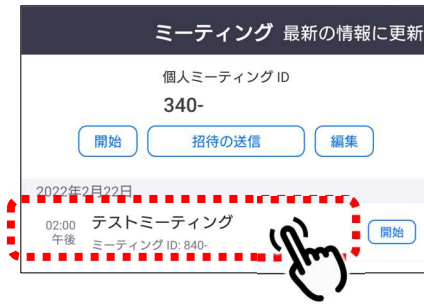 ミーティング 最新の情報に更新
個人ミーティング ID
340-
開始 招待の送信 編集
2022年2月22日
02:00 テストミーティング
午後 ミーティング ID: 840-
開始